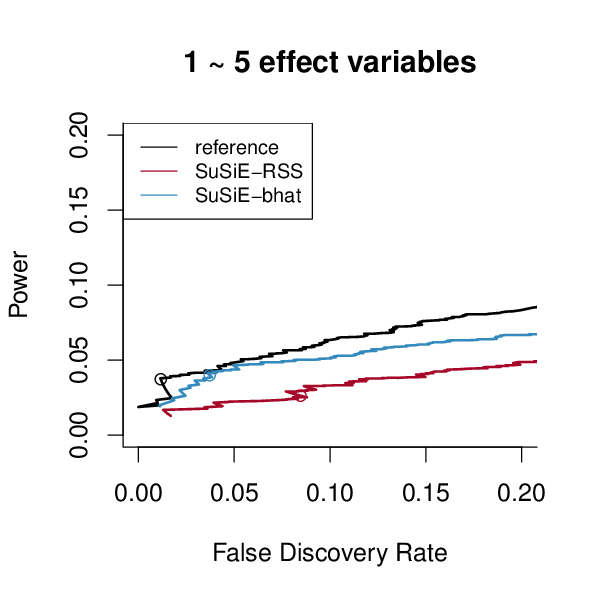 1 ~ 5 effect variables
reference
SuSiE−RSS
SuSiE−bhat
Power
0.20
0.15
0.10
0.05
0.00
0.00 0.05 0.10 0.15 0.20
False Discovery Rate